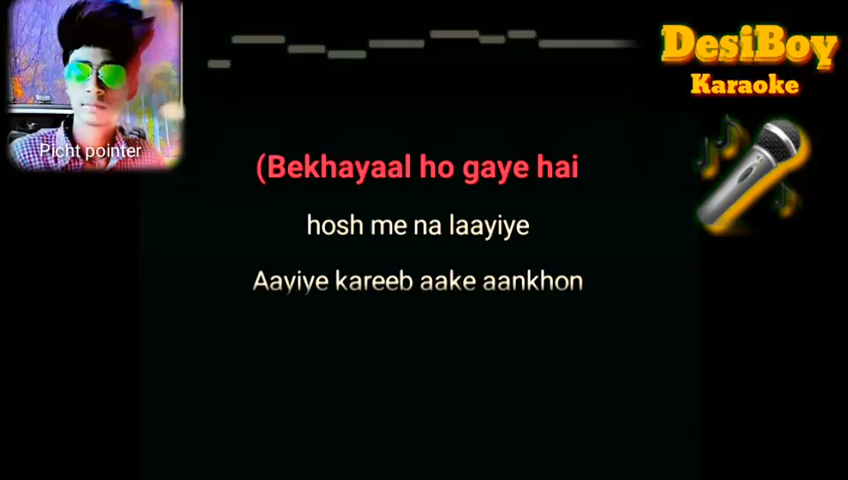 DesiBoy
Karaoke
Picht pointer
(Bekhayaal ho gaye hai
hosh me na laayiye
Aayiye kareeb aake aankhon